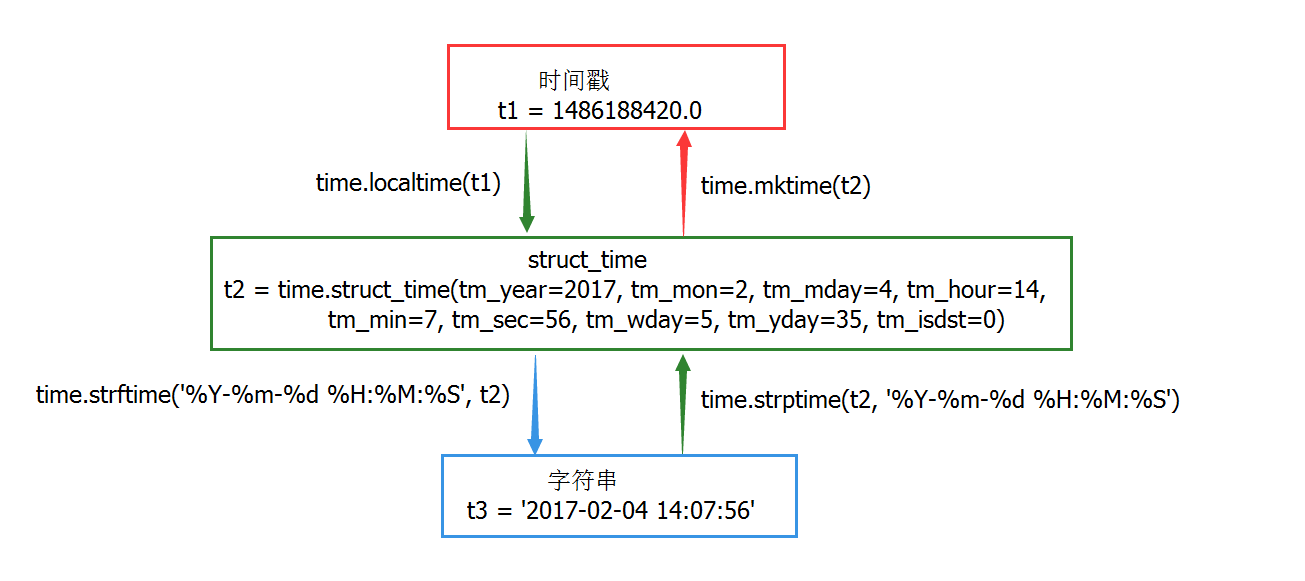 时间戳
t1 = 1486188420.0
time.localtime(t1)
time.mktime(t2)
struct_time
t2 = time.struct_time(tm_year=2017, tm_mon=2, tm_mday=4, tm_hour=14,
tm_min=7, tm_sec=56, tm_wday=5, tm_yday=35, tm_isdst=0)
time.strftime('%Y-%m-%d %H:%M:%S', t2)
time.strptime(t2, '%Y-%m-%d %H:%M:%S')
字符串
t3 = '2017-02-04 14:07:56'